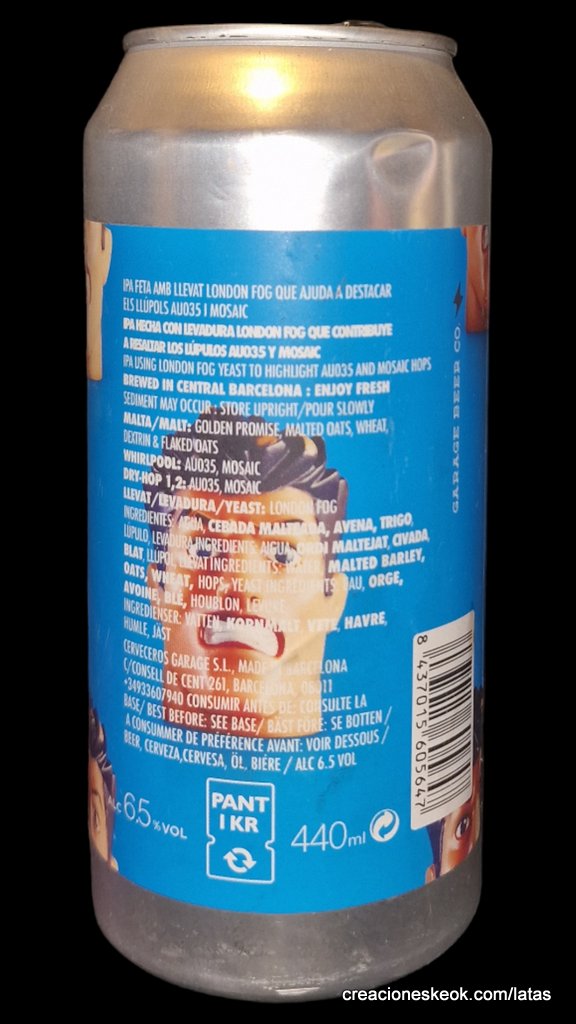 IPA FETA AMB LLEVAT LONDON FOG QUE AJUDA A DESTACAR
ELS LLÚPOLS AU035 I MOSAIC
IPA HECHA CON LEVADURA LONDON FOG QUE CONTRIBUYE
A RESALTAR LOS LÚPULOS AU035 Y MOSAIC
IPA USING LONDON FOG YEAST TO HIGHLIGHT AU035 AND MOSAIC HOPS
BREWED IN CENTRAL BARCELONA : ENJOY FRESH
SEDIMENT MAY OCCUR : STORE UPRIGHT/POUR SLOWLY
MALTA/MALT: GOLDEN PROMISE, MALTED OATS, WHEAT,
DEXTRIN & FLAKED OATS
WHIRLPOOL: AU035, MOSAIC
DRY-HOP 1,2: AU035, MOSAIC
LLEVAT/LEVADURA/YEAST: LONDON FOG
INGREDIENTES: AGUA, CEBADA MALTEADA, AVENA, TRIGO,
LÚPULO, LEVADURA INGREDIENTS: AIGUA, ORDI MALTEJAT, CIVADA,
BLAT, LLÚPOL, LLEVAT INGREDIENTS: WATER, MALTED BARLEY,
OATS, WHEAT, HOPS, YEAST INGRÉDIENTS: EAU, ORGE,
AVOINE, BLÉ, HOUBLON, LEVURE
INGREDIENSER: VATTEN, KORNMALT, VETE, HAVRE,
HUMLE, JÄST
CERVECEROS GARAGE S.L., MADE IN BARCELONA
C/CONSELL DE CENT 261, BARCELONA, 08011
+34933607940 CONSUMIR ANTES DE: CONSULTE LA
BASE/ BEST BEFORE: SEE BASE/ BÄST FÖRE: SE BOTTEN /
A CONSUMMER DE PRÉFÉRENCE AVANT: VOIR DESSOUS /
BEER, CERVEZA,CERVESA, ÖL, BIÈRE / ALC 6.5 VOL
ALC 6,5 % VOL
PANT
1 KR
440ml
GARAGE BEER CO.
8 437015 605647
creacioneskeok.com/latas